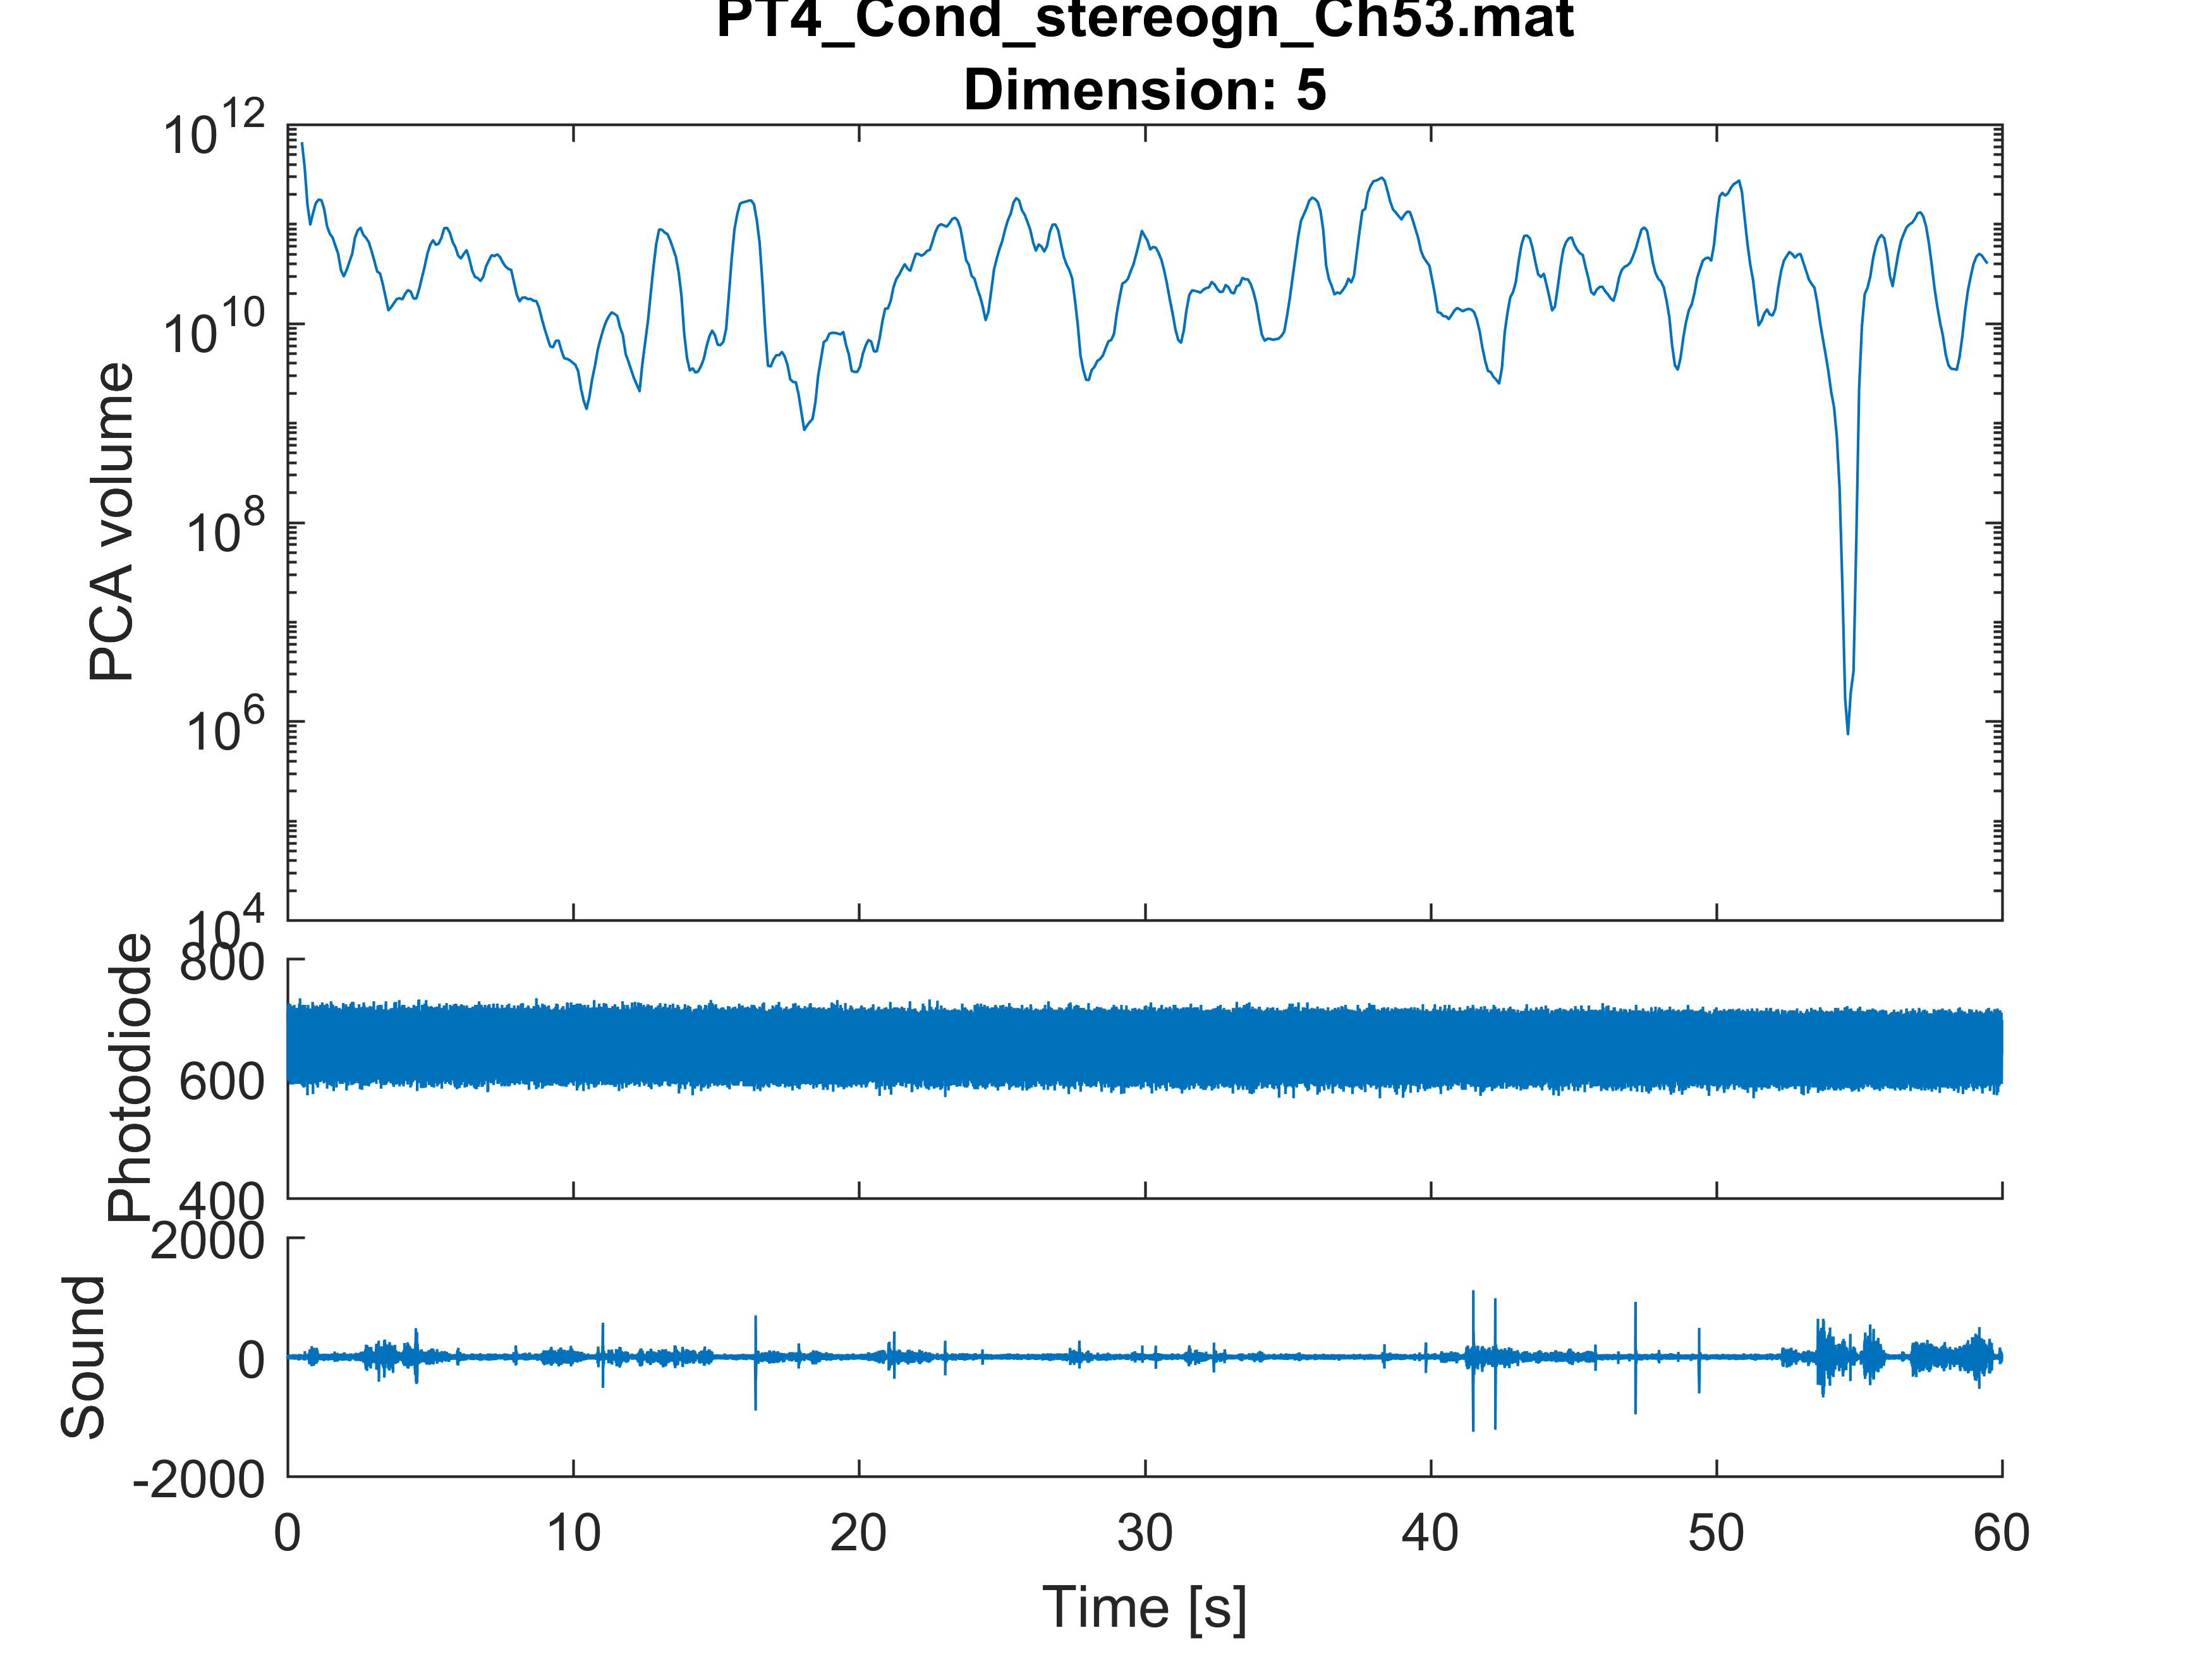 PT4_Cond_stereogn_Ch53.mat
Dimension: 5
10^12
10^10
10^8
10^6
10^4
PCA volume
800
600
400
Photodiode
2000
0
-2000
Sound
0 10 20 30 40 50 60
Time [s]